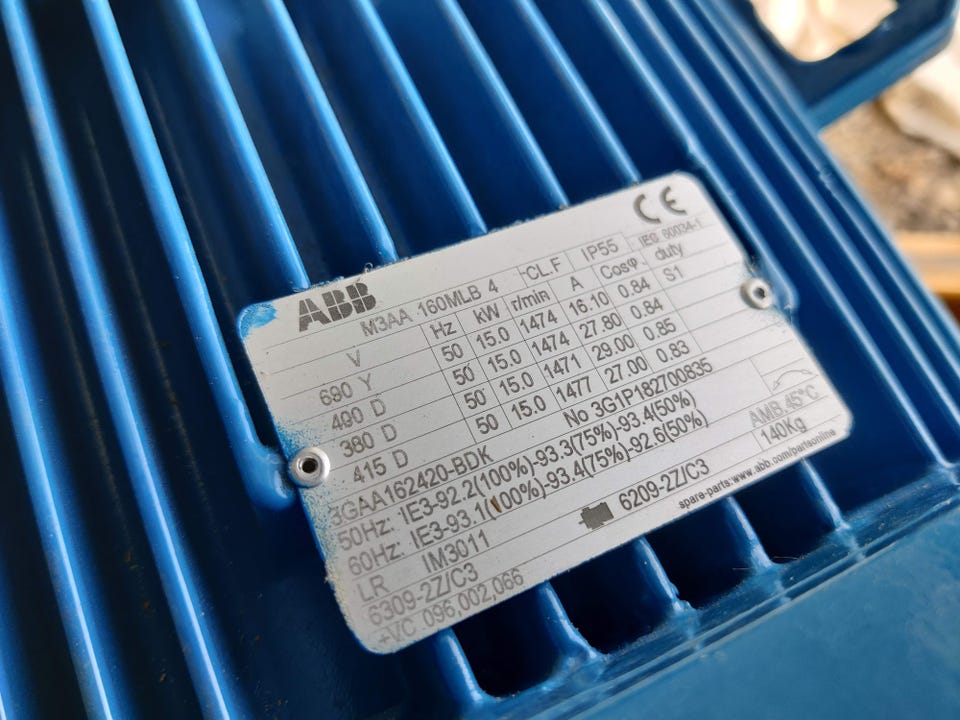 ABB
CE
M3AA 160MLB 4 CL.F IP55 IEC 60034-1
V Hz kW r/min A Cosφ duty
690 Y 50 15.0 1474 16.10 0.84 S1
400 D 50 15.0 1474 27.80 0.84
380 D 50 15.0 1471 29.00 0.85
415 D 50 15.0 1477 27.00 0.83
3GAA162420-BDK No 3G1P182700835
50Hz: IE3-92.2(100%)-93.3(75%)-93.4(50%)
60Hz: IE3-93.1(100%)-93.4(75%)-92.6(50%)
LR IM3011 AMB.45°C
6309-2Z/C3 6209-2Z/C3 140Kg
+VC 096,002,066 spare-parts:www.abb.com/partsonline